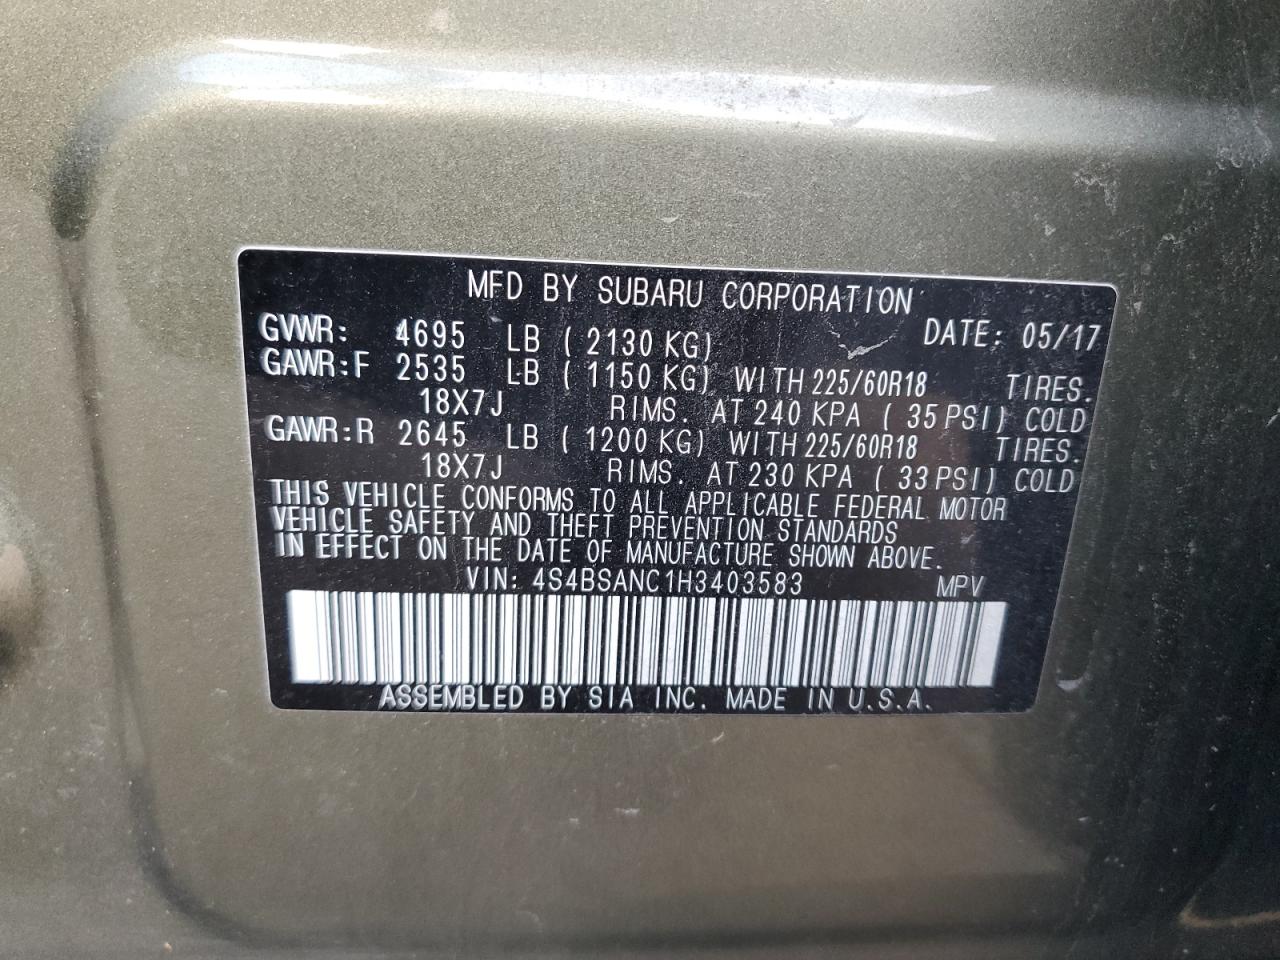 MFD BY SUBARU CORPORATION
GVWR: 4695 LB ( 2130 KG) DATE: 05/17
GAWR:F 2535 LB ( 1150 KG) WITH 225/60R18 TIRES.
18X7J RIMS. AT 240 KPA ( 35 PSI) COLD
GAWR:R 2645 LB ( 1200 KG) WITH 225/60R18 TIRES.
18X7J RIMS. AT 230 KPA ( 33 PSI) COLD
THIS VEHICLE CONFORMS TO ALL APPLICABLE FEDERAL MOTOR
VEHICLE SAFETY AND THEFT PREVENTION STANDARDS
IN EFFECT ON THE DATE OF MANUFACTURE SHOWN ABOVE.
VIN: 4S4BSANC1H3403583 MPV
ASSEMBLED BY SIA INC. MADE IN U.S.A.